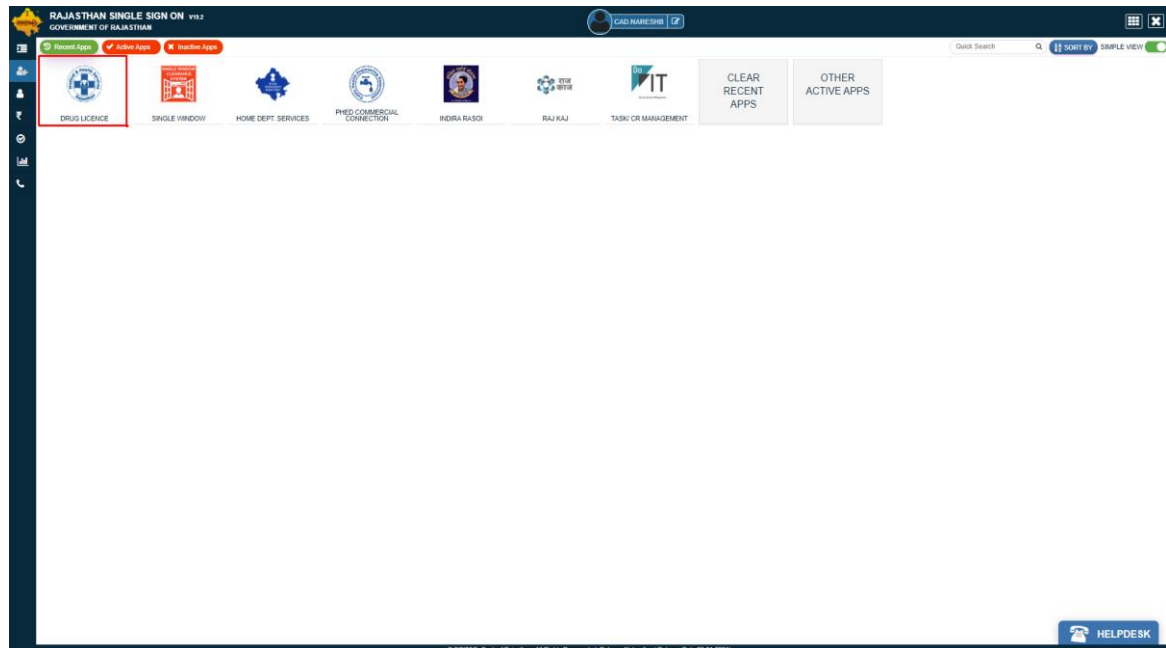 RAJASTHAN SINGLE SIGN ON V19.2
GOVERNMENT OF RAJASTHAN
CAD.NARESHB
Recent Apps
Active Apps
Inactive Apps
Quick Search
SORT BY
SIMPLE VIEW
DRUG LICENCE
SINGLE WINDOW
HOME DEPT. SERVICES
PHED COMMERCIAL
CONNECTION
INDIRA RASOI
राज
काज
RAJ KAJ
Do
IT
TASK/ CR MANAGEMENT
CLEAR
RECENT
APPS
OTHER
ACTIVE APPS
HELPDESK